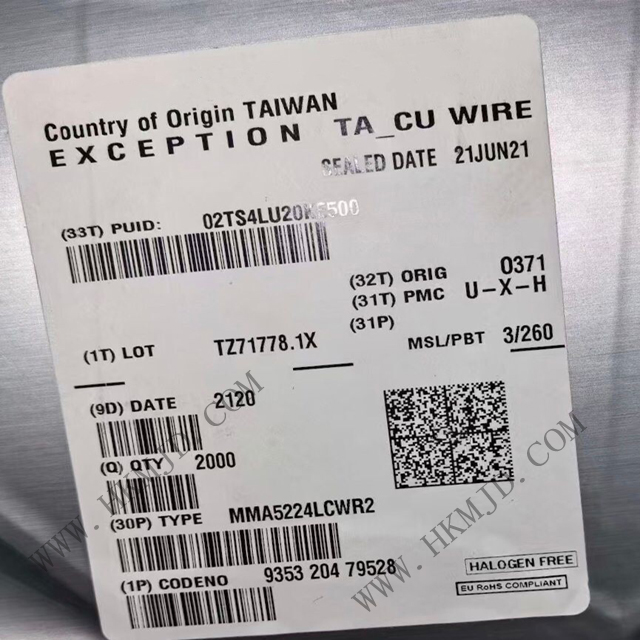 Country of Origin TAIWAN
EXCEPTION TA_CU WIRE
SEALED DATE 21JUN21
(33T) PUID:
(32T) ORIG 0371
(31T) PMC U-X-H
(31P)
(1T) LOT TZ71778.1X
MSL/PBT 3/260
(9D) DATE 2120
(Q) QTY 2000
(30P) TYPE MMA5224LCWR2
(1P) CODENO 9353 204 79528
HALOGEN FREE
EU RoHS COMPLIANT
WWW.HKMJD.COM
WWW.HKMJD.COM